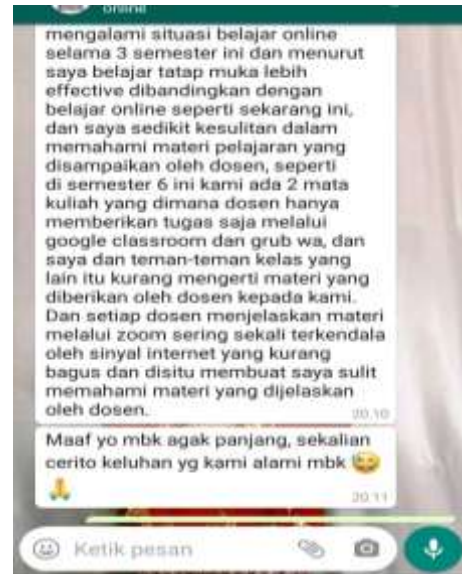 online
mengalami situasi belajar online
selama 3 semester ini dan menurut
saya belajar tatap muka lebih
effective dibandingkan dengan
belajar online seperti sekarang ini,
dan saya sedikit kesulitan dalam
memahami materi pelajaran yang
disampaikan oleh dosen, seperti
di semester 6 ini kami ada 2 mata
kuliah yang dimana dosen hanya
memberikan tugas saja melalui
google classroom dan grub wa, dan
saya dan teman-teman kelas yang
lain itu kurang mengerti materi yang
diberikan oleh dosen kepada kami.
Dan setiap dosen menjelaskan materi
melalui zoom sering sekali terkendala
oleh sinyal internet yang kurang
bagus dan disitu membuat saya sulit
memahami materi yang dijelaskan
oleh dosen.
20.10
Maaf yo mbk agak panjang, sekalian
cerito keluhan yg kami alami mbk 😅
🙏
20.11
Ketik pesan